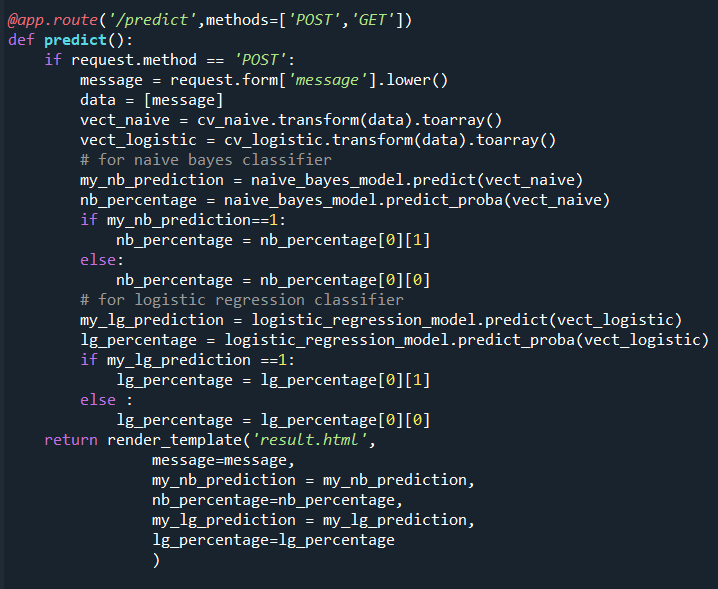 @app.route('/predict',methods=['POST','GET'])
def predict():
    if request.method == 'POST':
        message = request.form['message'].lower()
        data = [message]
        vect_naive = cv_naive.transform(data).toarray()
        vect_logistic = cv_logistic.transform(data).toarray()
        # for naive bayes classifier
        my_nb_prediction = naive_bayes_model.predict(vect_naive)
        nb_percentage = naive_bayes_model.predict_proba(vect_naive)
        if my_nb_prediction==1:
            nb_percentage = nb_percentage[0][1]
        else:
            nb_percentage = nb_percentage[0][0]
        # for logistic regression classifier
        my_lg_prediction = logistic_regression_model.predict(vect_logistic)
        lg_percentage = logistic_regression_model.predict_proba(vect_logistic)
        if my_lg_prediction ==1:
            lg_percentage = lg_percentage[0][1]
        else :
            lg_percentage = lg_percentage[0][0]
    return render_template('result.html',
                message=message,
                my_nb_prediction = my_nb_prediction,
                nb_percentage=nb_percentage,
                my_lg_prediction = my_lg_prediction,
                lg_percentage=lg_percentage
                )